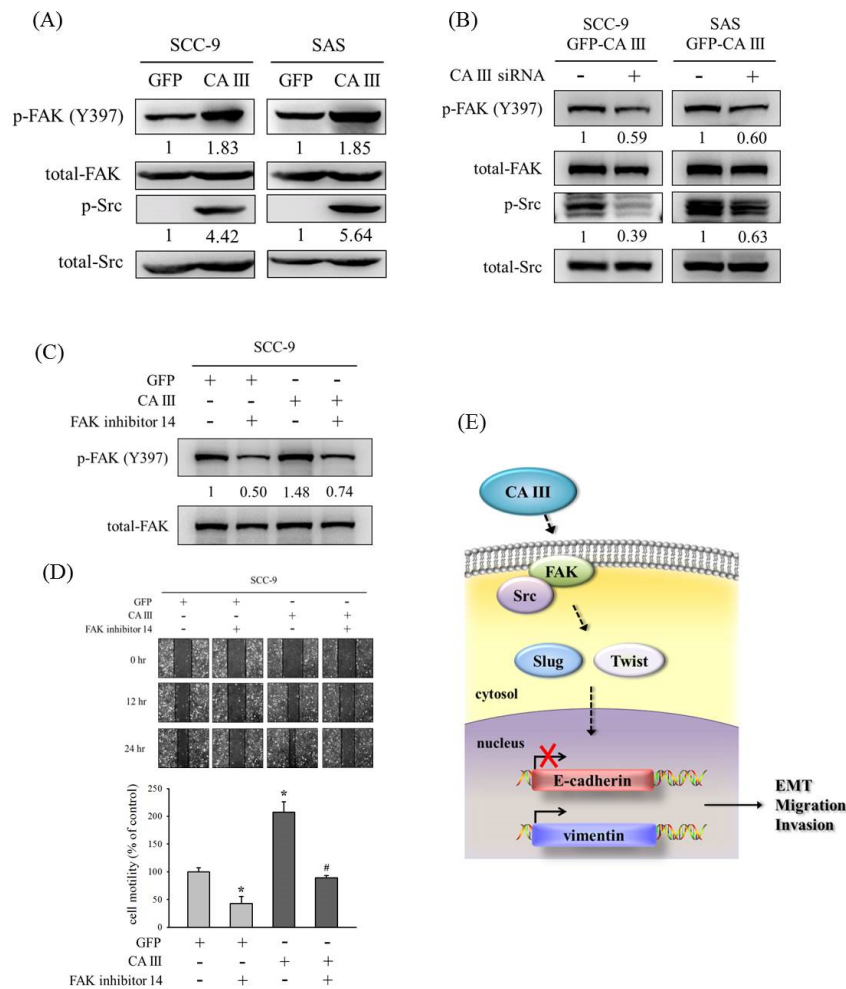 (A)
SCC-9 SAS
GFP CA III GFP CA III
p-FAK (Y397)
1 1.83 1 1.85
total-FAK
p-Src
1 4.42 1 5.64
total-Src
(B)
SCC-9 SAS
GFP-CA III GFP-CA III
CA III siRNA - + - +
p-FAK (Y397)
1 0.59 1 0.60
total-FAK
p-Src
1 0.39 1 0.63
total-Src
(C)
SCC-9
GFP + + - -
CA III - - + +
FAK inhibitor 14 - + - +
p-FAK (Y397)
1 0.50 1.48 0.74
total-FAK
(D)
SCC-9
GFP + + - -
CA III - - + +
FAK inhibitor 14 - + - +
0 hr
12 hr
24 hr
cell motility (% of control)
250
200
150
100
50
0
* * #
GFP + + - -
CA III - - + +
FAK inhibitor 14 - + - +
(E)
CA III
FAK
Src
Slug Twist
cytosol
nucleus
E-cadherin
vimentin
EMT
Migration
Invasion